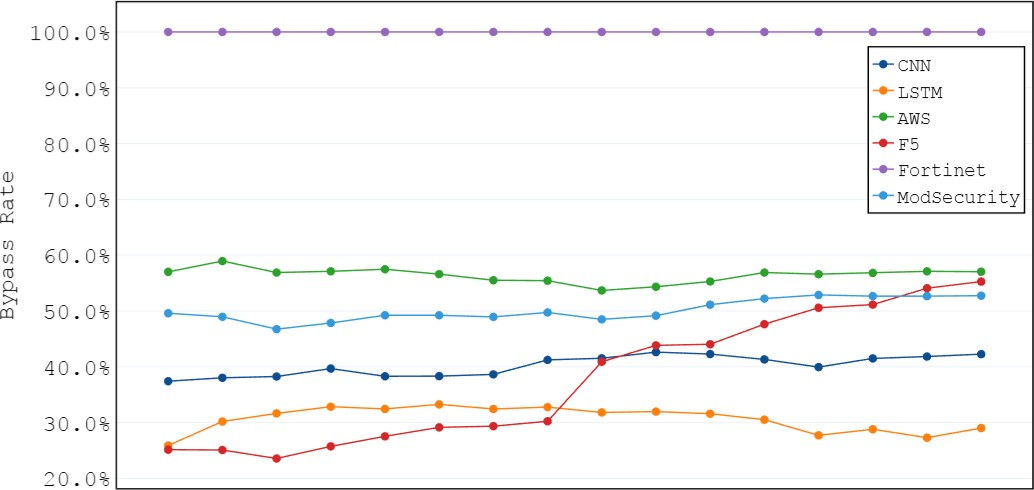 Bypass Rate
100.0%
90.0%
80.0%
70.0%
60.0%
50.0%
40.0%
30.0%
20.0%
CNN
LSTM
AWS
F5
Fortinet
ModSecurity